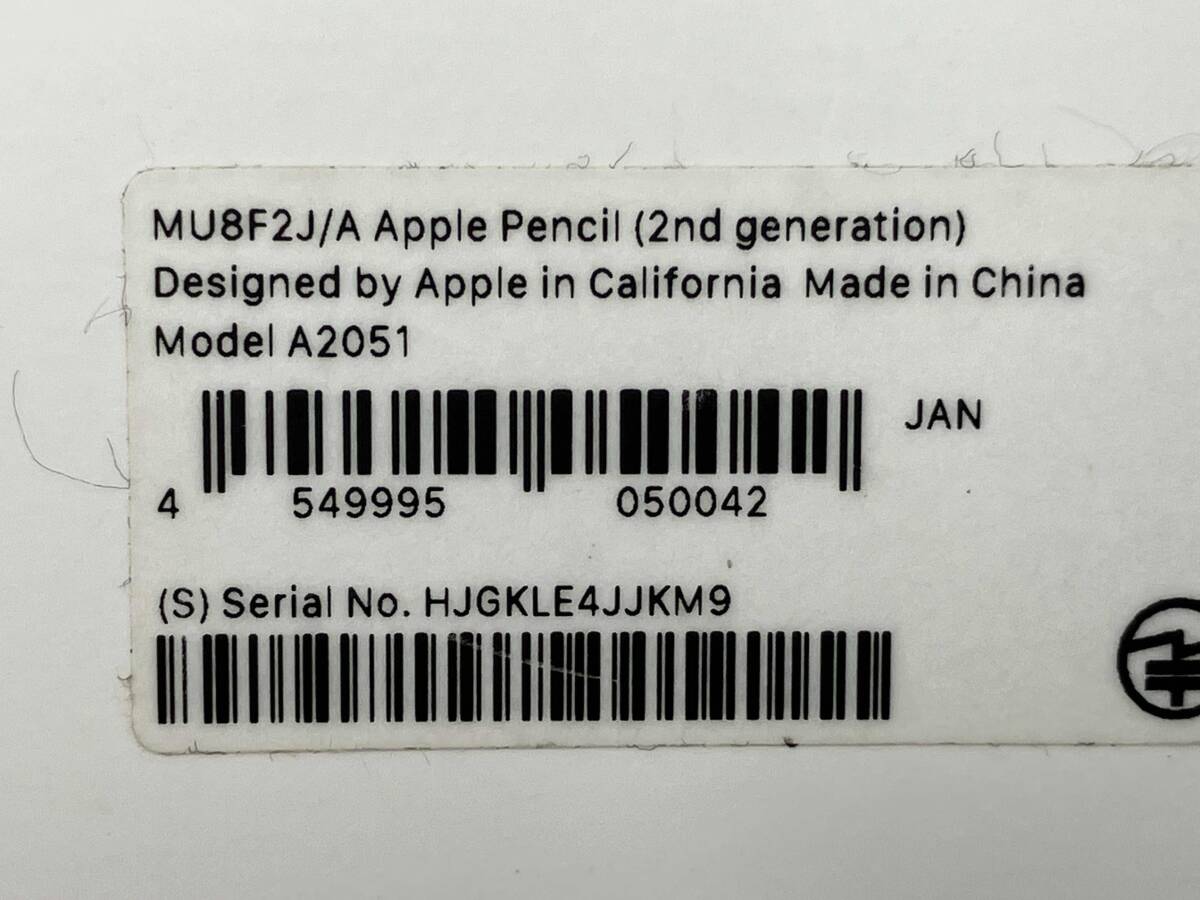 MU8F2J/A Apple Pencil (2nd generation)
Designed by Apple in California Made in China
Model A2051
JAN
4 549995 050042
(S) Serial No. HJGKLE4JJKM9